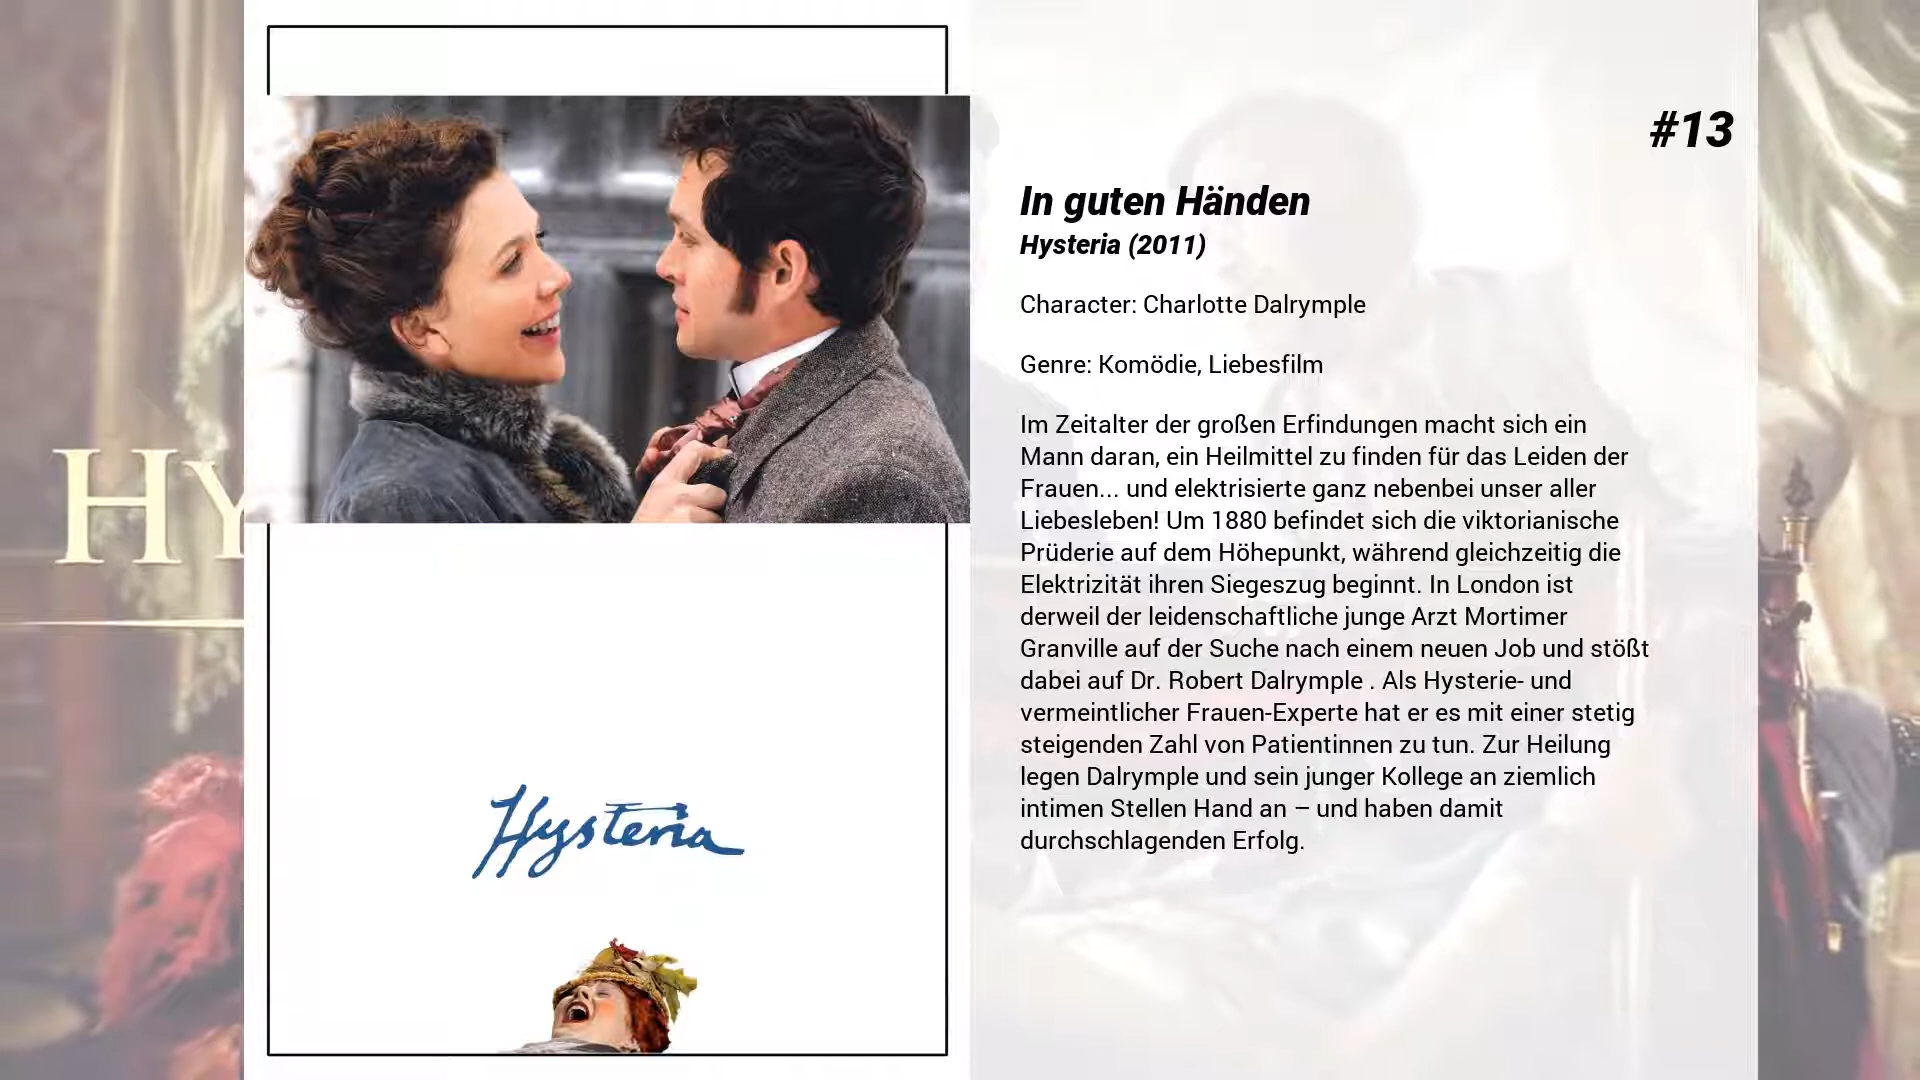 #13
In guten Händen
Hysteria (2011)
Character: Charlotte Dalrymple
Genre: Komödie, Liebesfilm
Im Zeitalter der großen Erfindungen macht sich ein
Mann daran, ein Heilmittel zu finden für das Leiden der
Frauen... und elektrisierte ganz nebenbei unser aller
Liebesleben! Um 1880 befindet sich die viktorianische
Prüderie auf dem Höhepunkt, während gleichzeitig die
Elektrizität ihren Siegeszug beginnt. In London ist
derweil der leidenschaftliche junge Arzt Mortimer
Granville auf der Suche nach einem neuen Job und stößt
dabei auf Dr. Robert Dalrymple . Als Hysterie- und
vermeintlicher Frauen-Experte hat er es mit einer stetig
steigenden Zahl von Patientinnen zu tun. Zur Heilung
legen Dalrymple und sein junger Kollege an ziemlich
intimen Stellen Hand an – und haben damit
durchschlagenden Erfolg.
HY
Hysteria